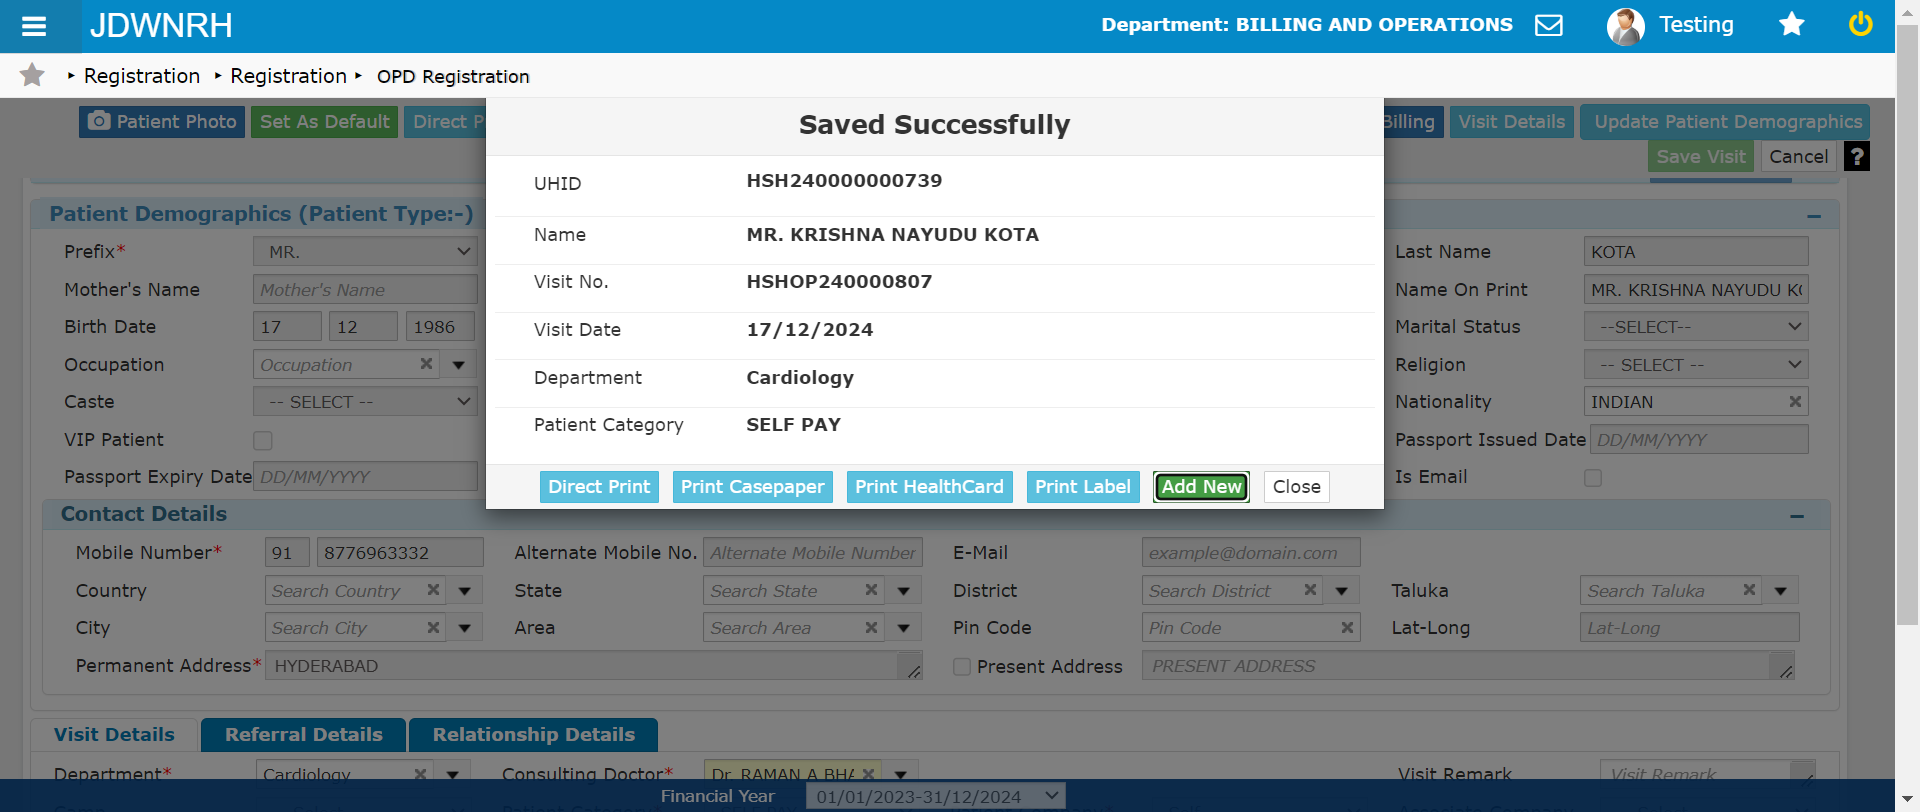 JDWNRH
Department: BILLING AND OPERATIONS
Testing
Registration
Registration
OPD Registration
Patient Photo
Set As Default
Direct P
Billing
Visit Details
Update Patient Demographics
Save Visit
Cancel
?
Saved Successfully
UHID HSH240000000739
Name MR. KRISHNA NAYUDU KOTA
Visit No. HSHOP240000807
Visit Date 17/12/2024
Department Cardiology
Patient Category SELF PAY
Direct Print Print Casepaper Print HealthCard Print Label Add New Close
Patient Demographics (Patient Type:-)
Prefix* MR. Last Name KOTA
Mother's Name Mother's Name Name On Print MR. KRISHNA NAYUDU K
Birth Date 17 12 1986 Marital Status --SELECT--
Occupation Occupation Religion -- SELECT --
Caste -- SELECT -- Nationality INDIAN
VIP Patient Passport Issued Date DD/MM/YYYY
Passport Expiry Date DD/MM/YYYY Is Email
Contact Details
Mobile Number* 91 8776963332 Alternate Mobile No. Alternate Mobile Number E-Mail example@domain.com
Country Search Country State Search State District Search District Taluka Search Taluka
City Search City Area Search Area Pin Code Pin Code Lat-Long Lat-Long
Permanent Address* HYDERABAD Present Address PRESENT ADDRESS
Visit Details Referral Details Relationship Details
Department* Cardiology Consulting Doctor* Dr. RAMAN A BHA Visit Remark Visit Remark
Financial Year 01/01/2023-31/12/2024